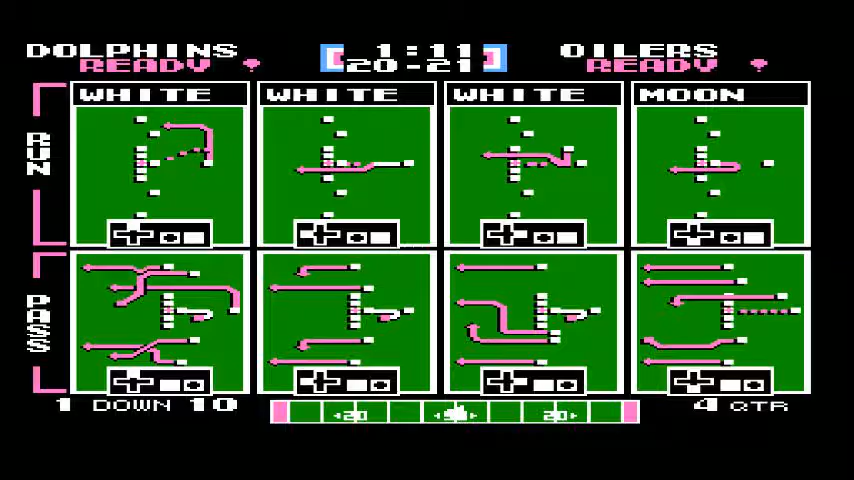 DOLPHINS 1:11 OILERS
READY 20-21 READY
WHITE WHITE WHITE MOON
RUN
PASS
1 DOWN 10 20 50 20 4 QTR